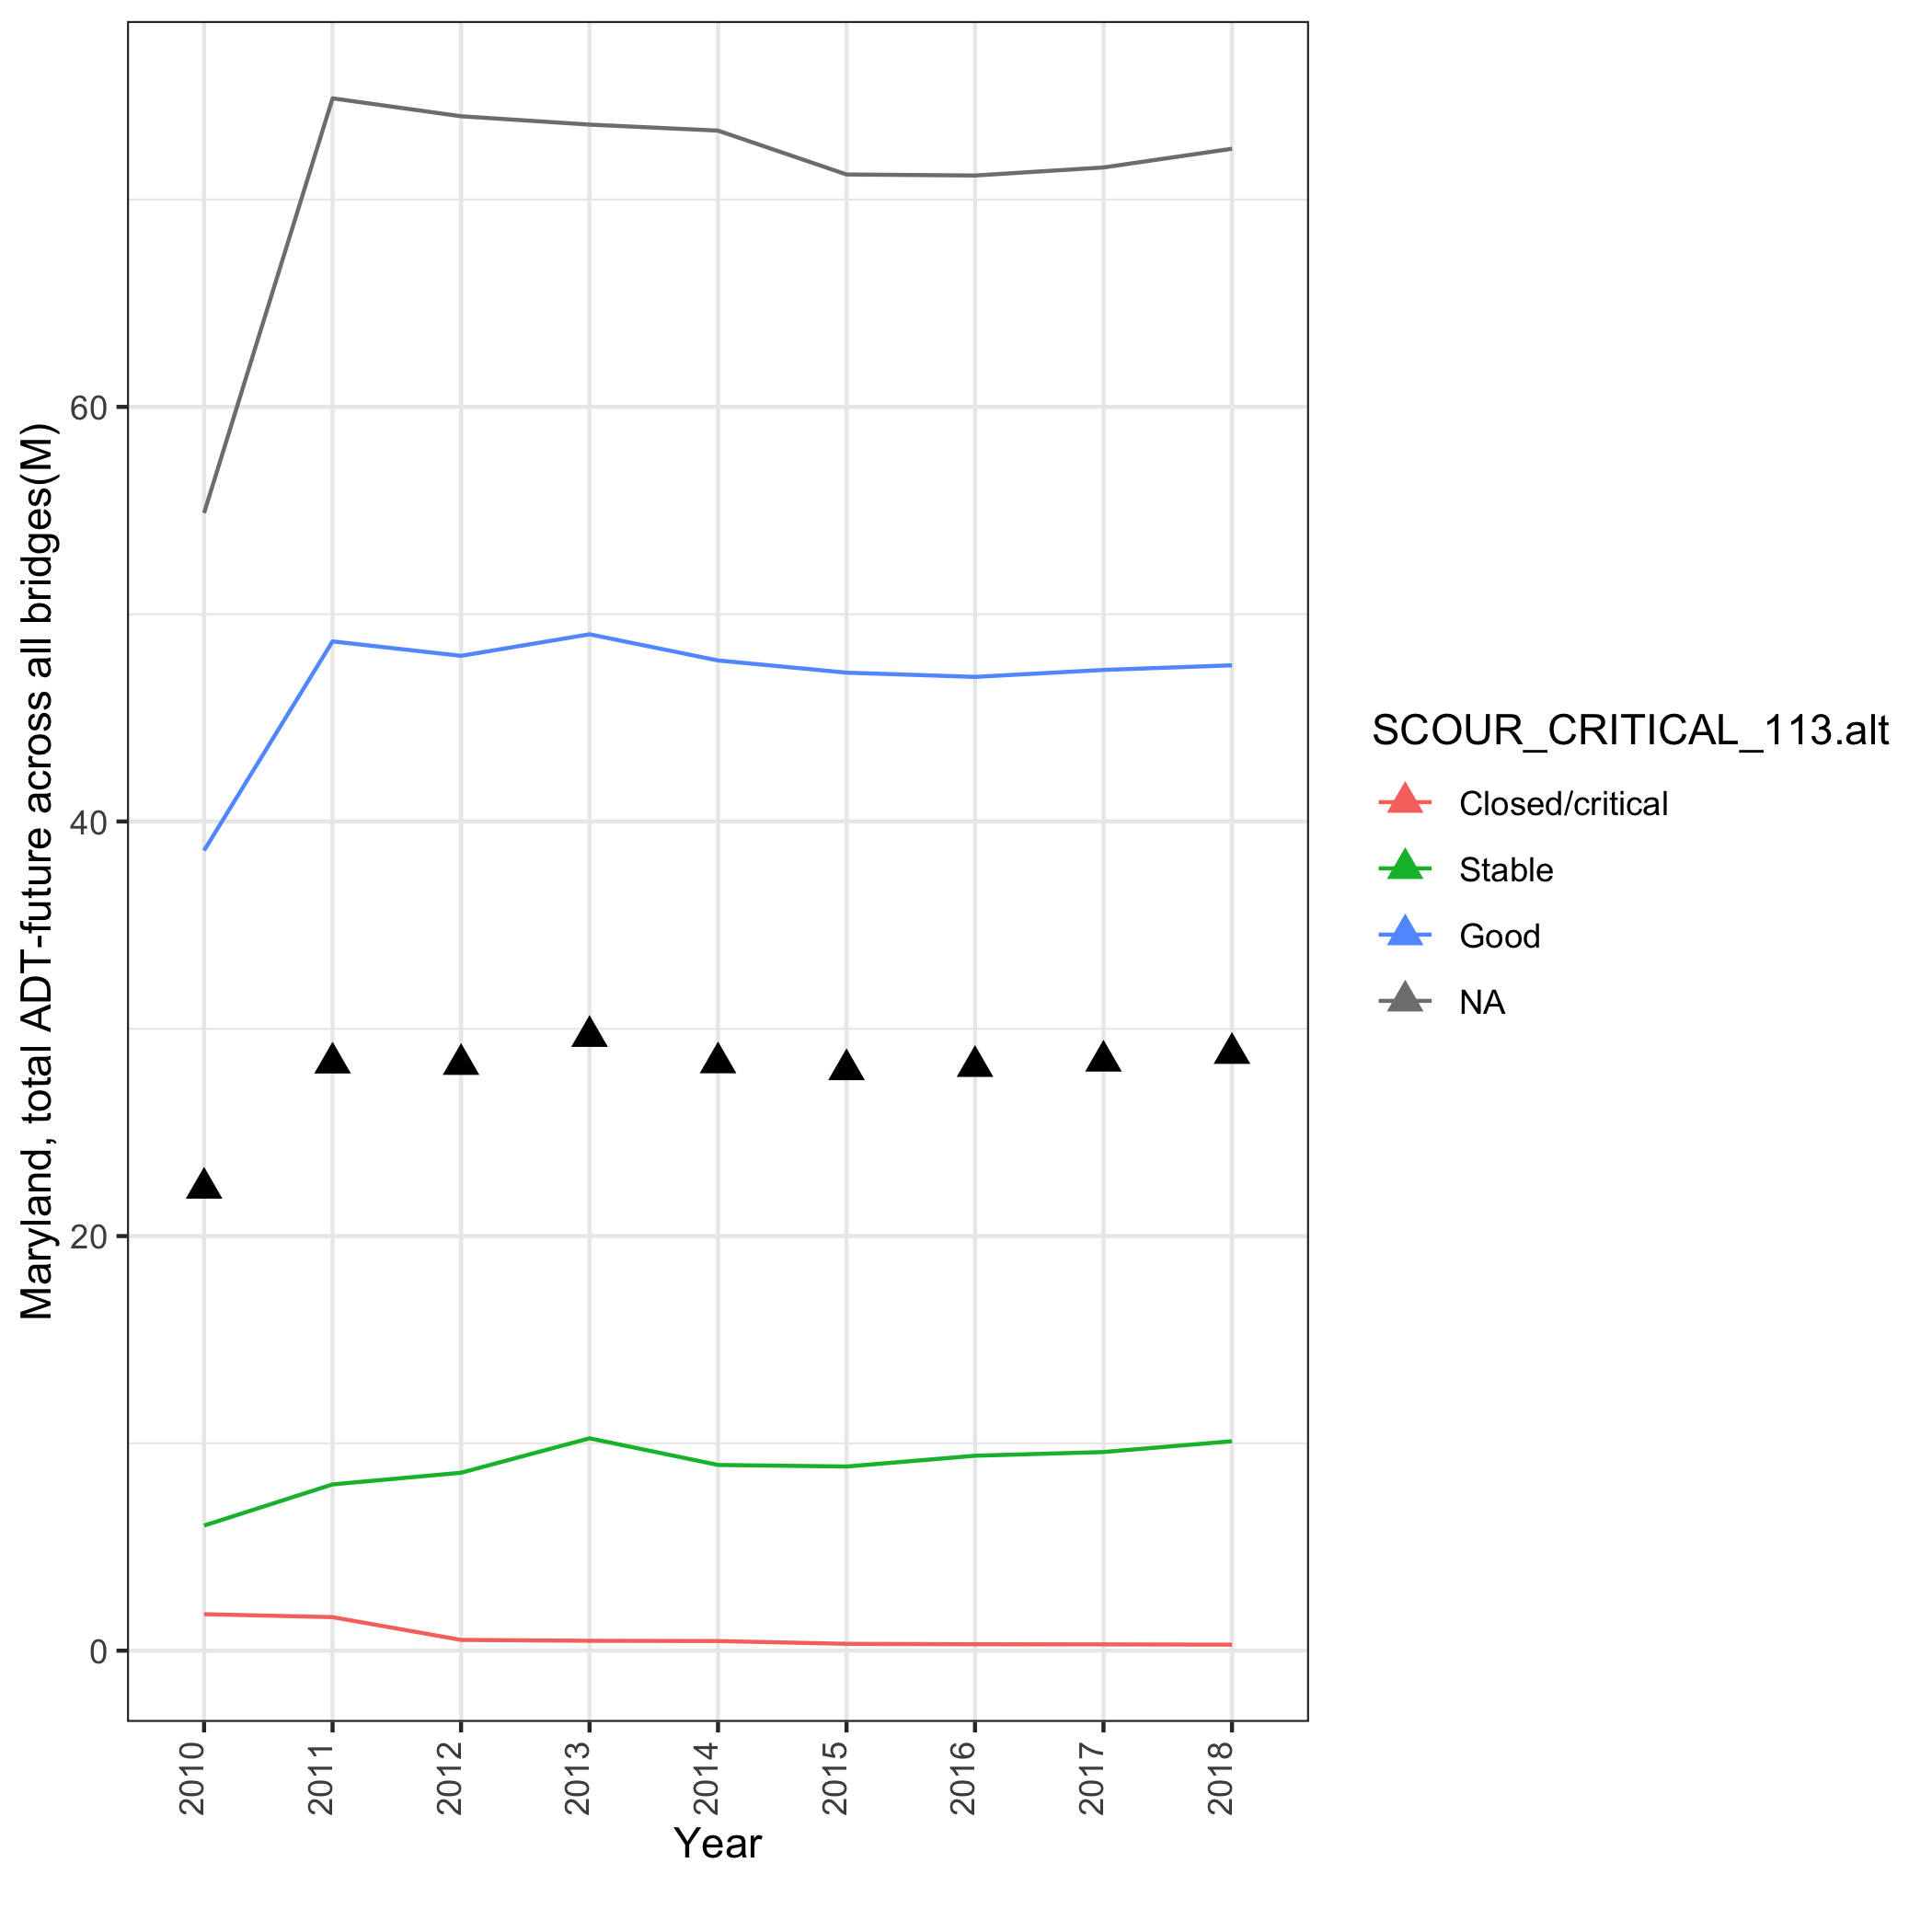 Maryland, total ADT-future across all bridges(M)
60
40
20
0
2010
2011
2012
2013
2014
2015
2016
2017
2018
Year
SCOUR_CRITICAL_113.alt
Closed/critical
Stable
Good
NA